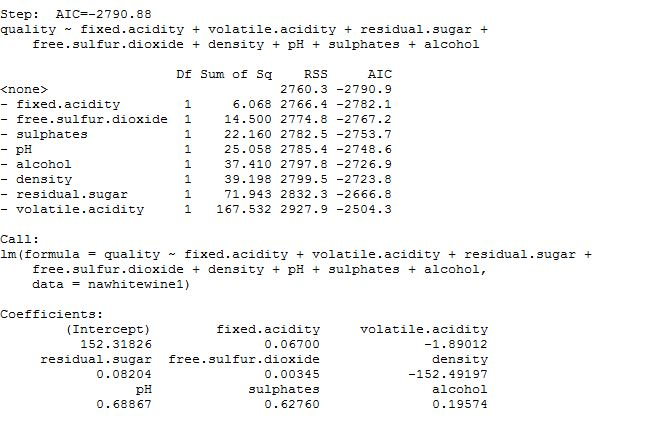 Step:  AIC=-2790.88
quality ~ fixed.acidity + volatile.acidity + residual.sugar +
    free.sulfur.dioxide + density + pH + sulphates + alcohol

                      Df Sum of Sq    RSS     AIC
<none>                             2760.3 -2790.9
- fixed.acidity        1     6.068 2766.4 -2782.1
- free.sulfur.dioxide  1    14.500 2774.8 -2767.2
- sulphates            1    22.160 2782.5 -2753.7
- pH                   1    25.058 2785.4 -2748.6
- alcohol              1    37.410 2797.8 -2726.9
- density              1    39.198 2799.5 -2723.8
- residual.sugar       1    71.943 2832.3 -2666.8
- volatile.acidity     1   167.532 2927.9 -2504.3

Call:
lm(formula = quality ~ fixed.acidity + volatile.acidity + residual.sugar +
    free.sulfur.dioxide + density + pH + sulphates + alcohol,
    data = nawhitewine1)

Coefficients:
        (Intercept)        fixed.acidity     volatile.acidity
          152.31826              0.06700             -1.89012
     residual.sugar  free.sulfur.dioxide              density
            0.08204              0.00345           -152.49197
                 pH            sulphates              alcohol
            0.68867              0.62760              0.19574